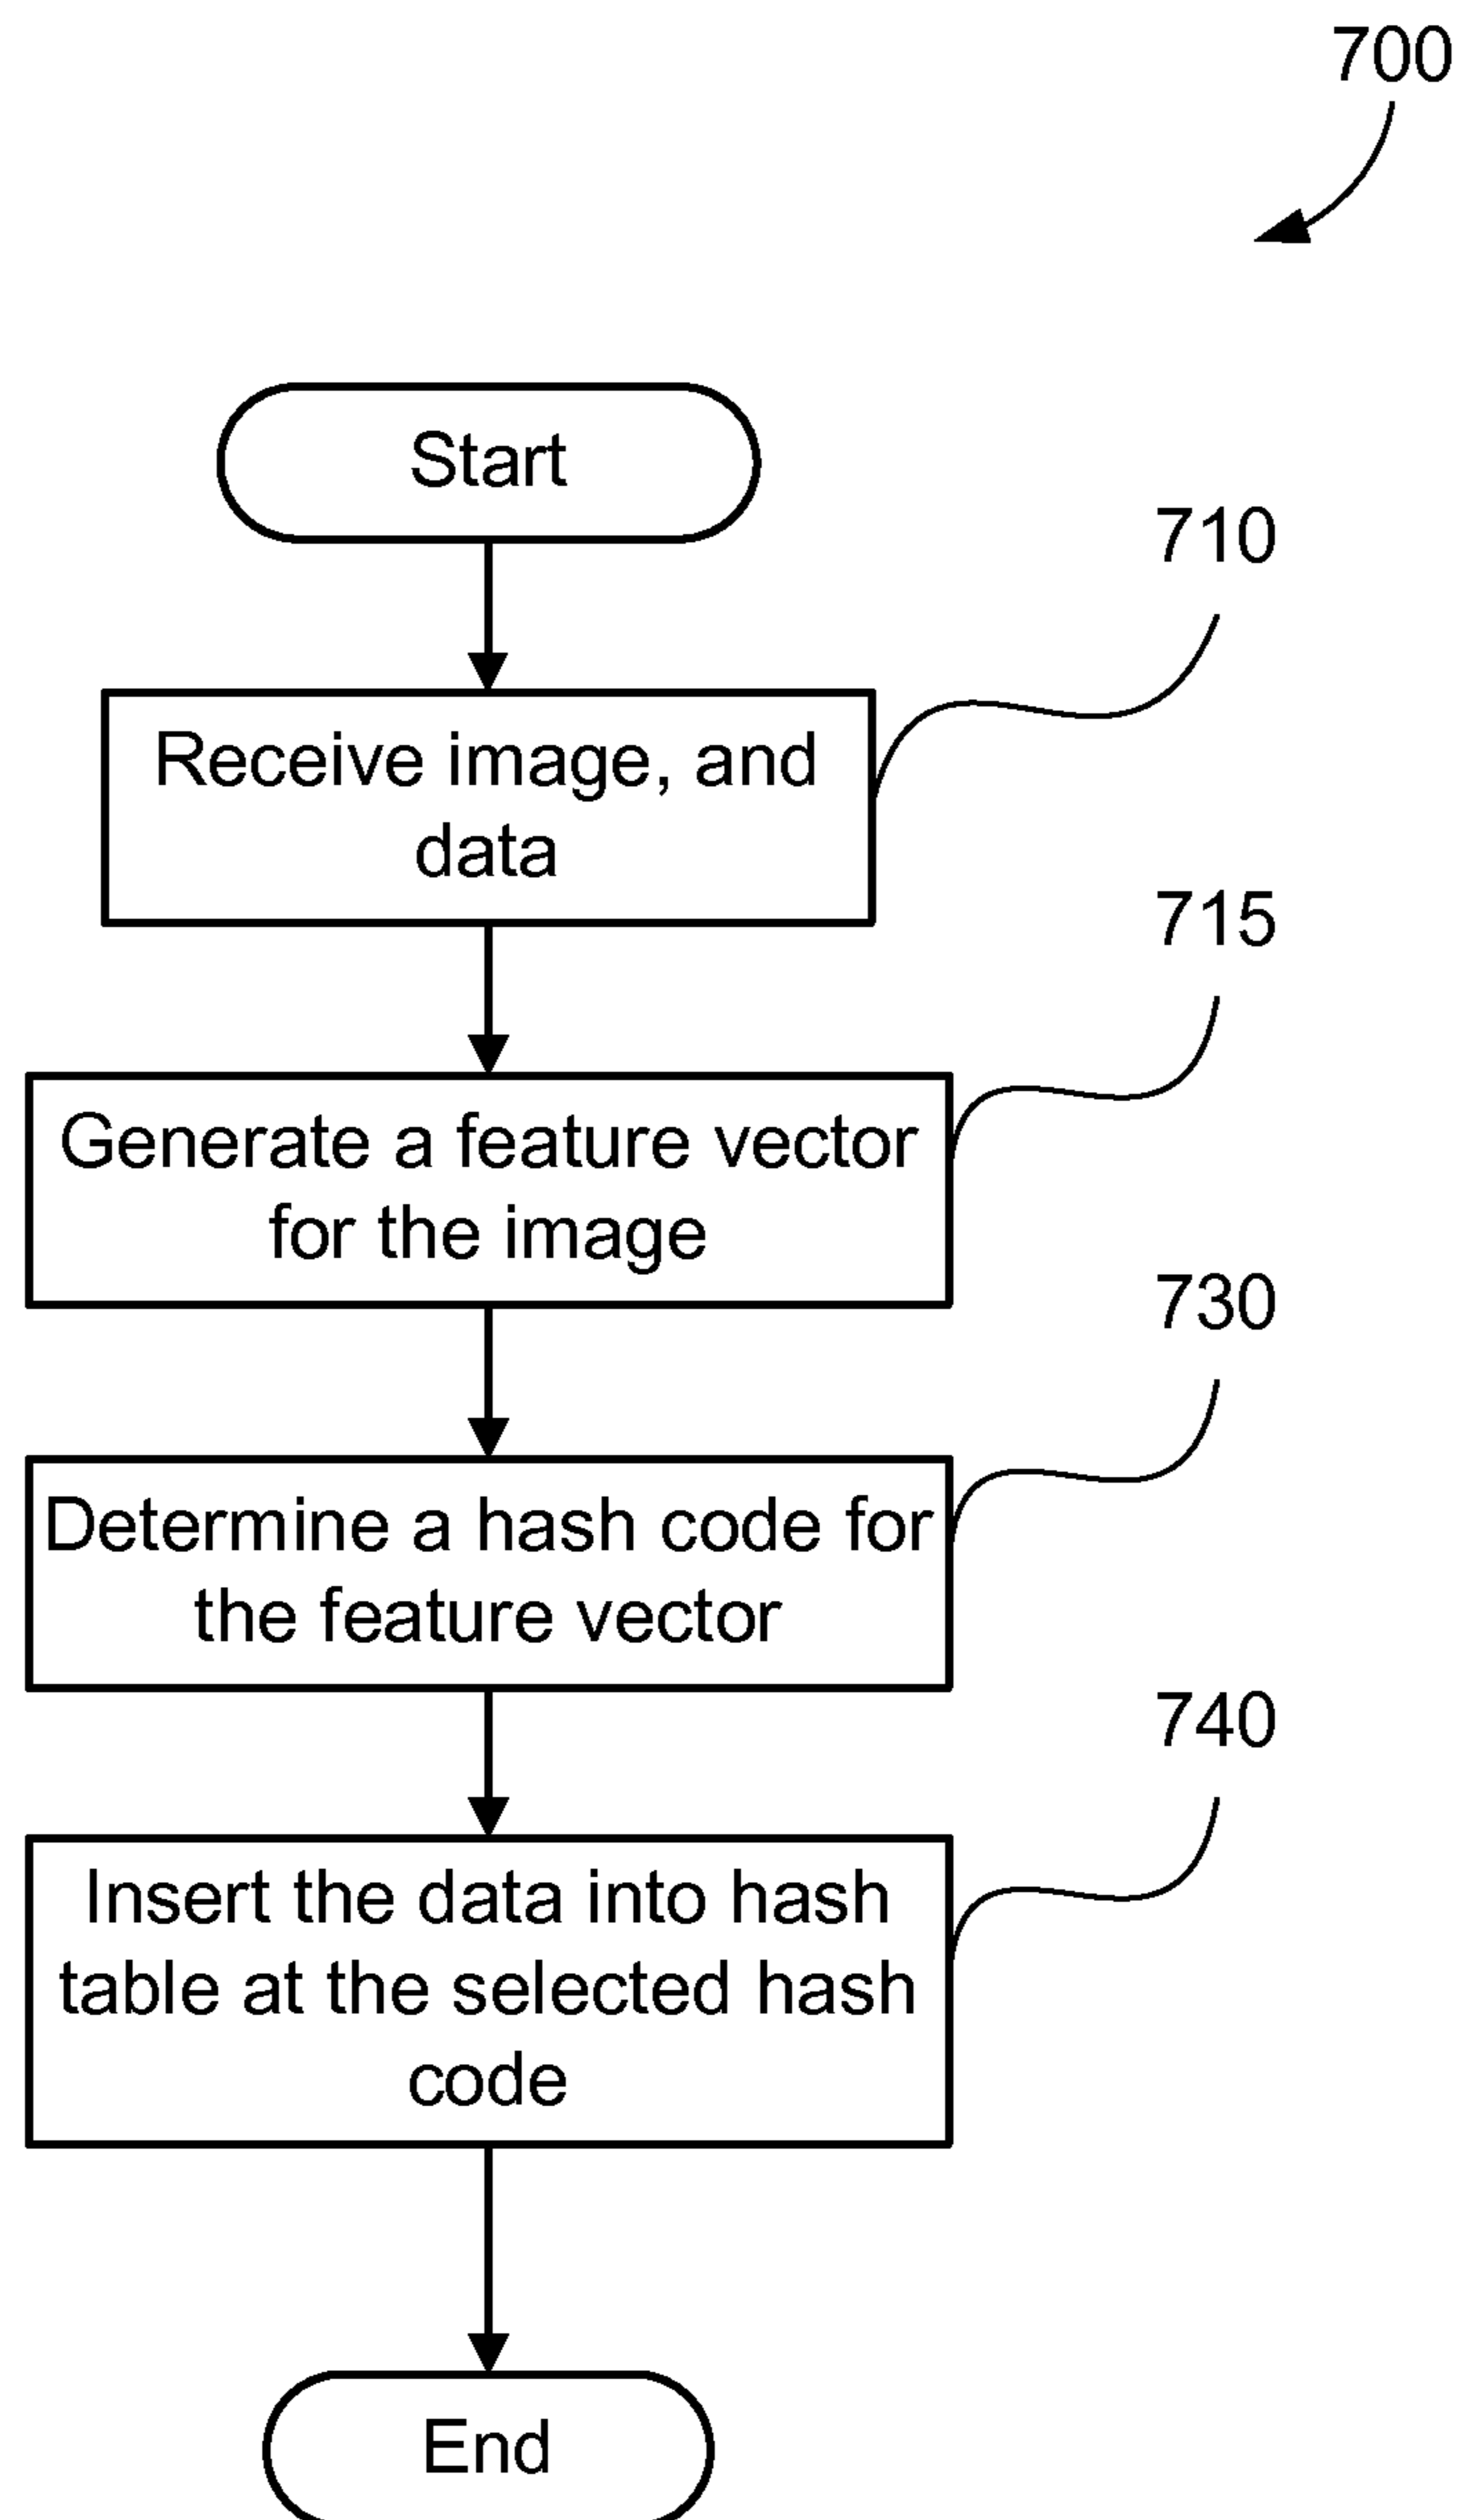 700
Start
710
Receive image, and
data
715
Generate a feature vector
for the image
730
Determine a hash code for
the feature vector
740
Insert the data into hash
table at the selected hash
code
End